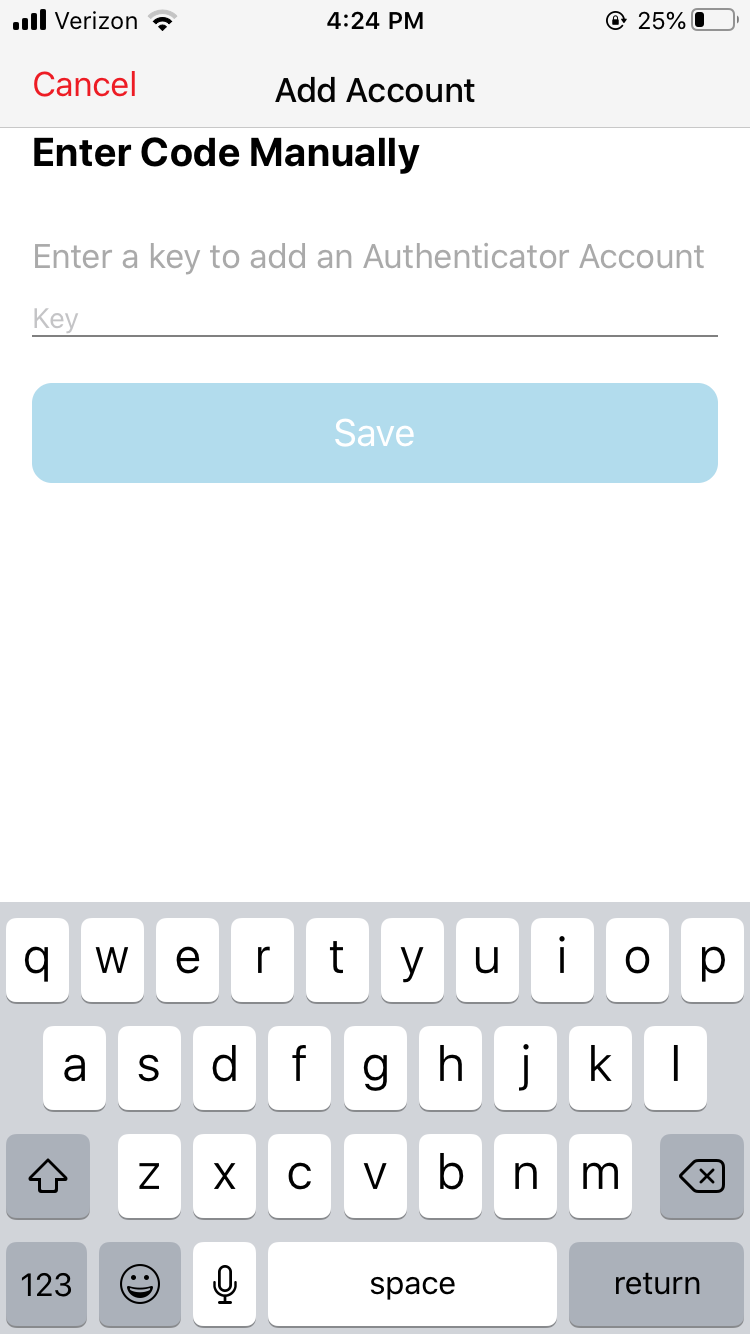 Verizon 4:24 PM 25%
Cancel Add Account
Enter Code Manually
Enter a key to add an Authenticator Account
Key
Save
q w e r t y u i o p
a s d f g h j k l
z x c v b n m
123 space return